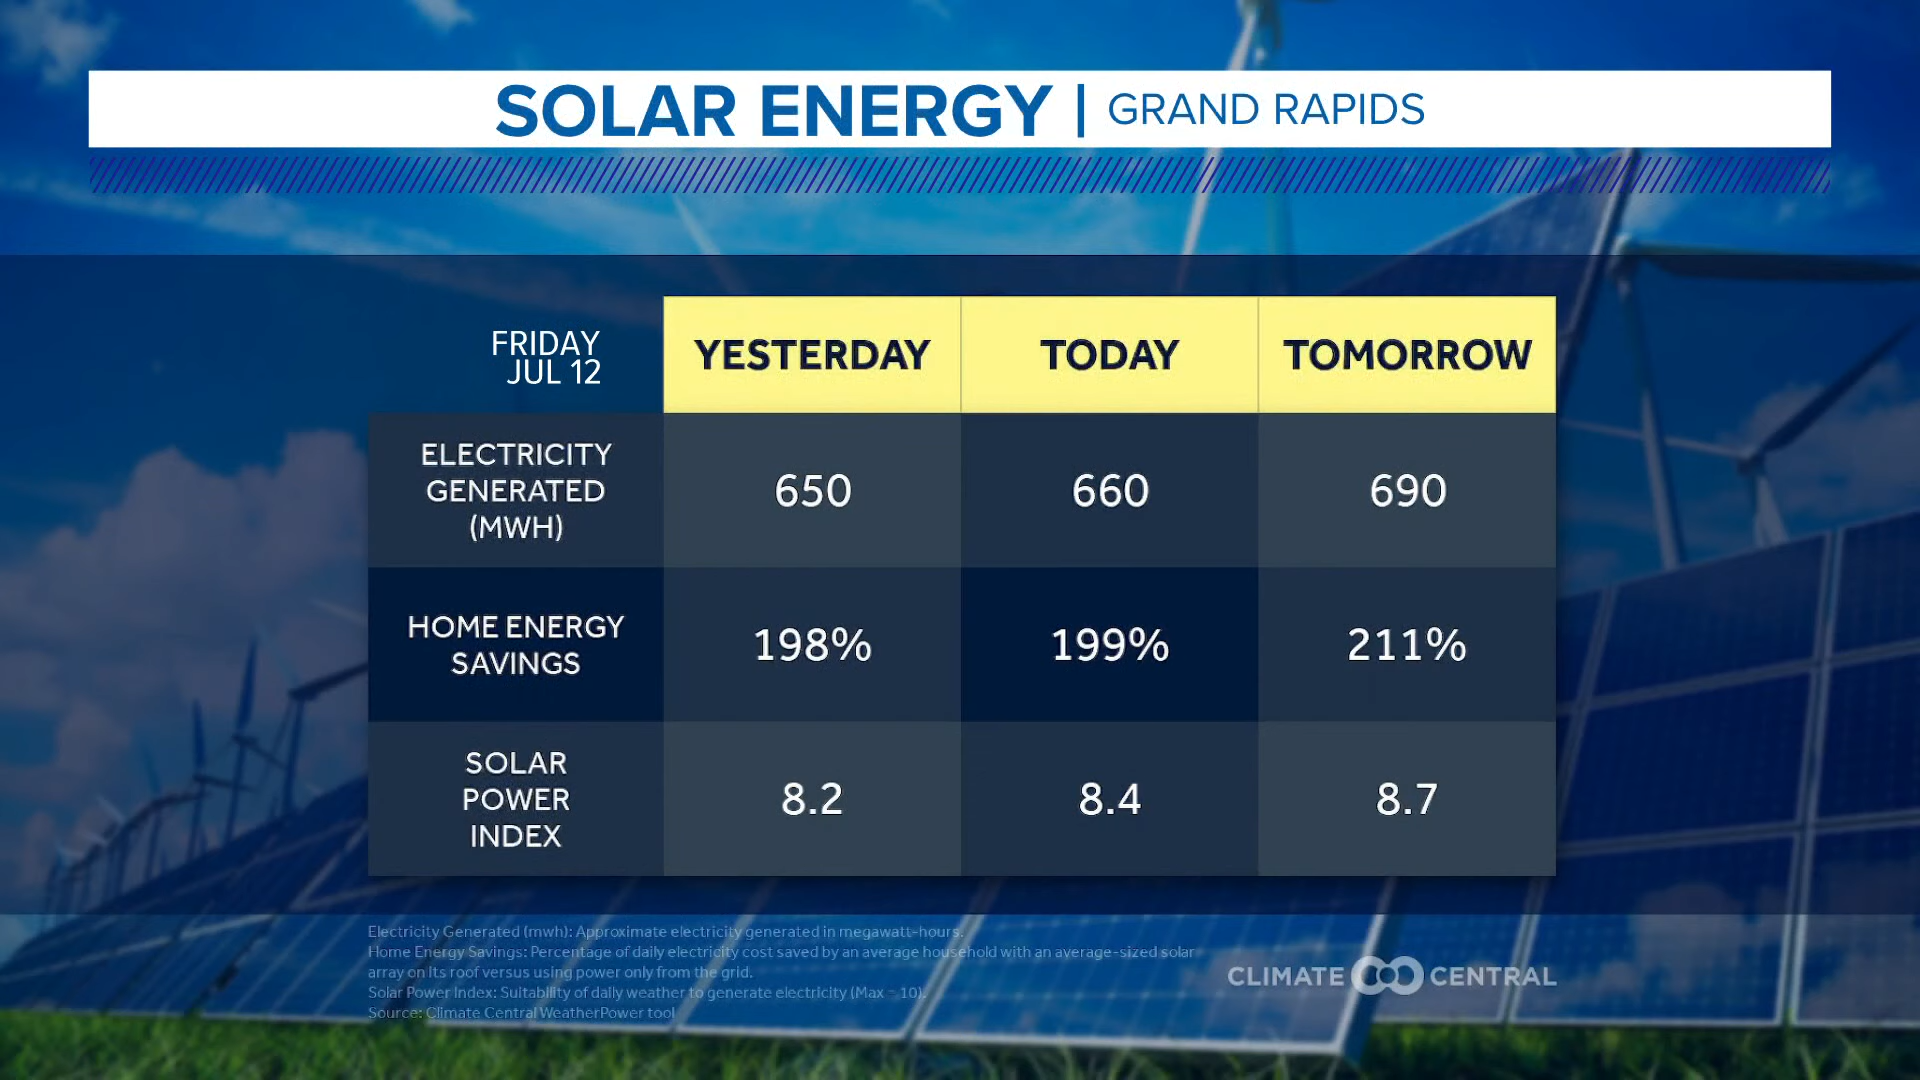 SOLAR ENERGY | GRAND RAPIDS
FRIDAY
JUL 12
YESTERDAY
TODAY
TOMORROW
ELECTRICITY
GENERATED
(MWH)
650
660
690
HOME ENERGY
SAVINGS
198%
199%
211%
SOLAR
POWER
INDEX
8.2
8.4
8.7
Electricity Generated (mwh): Approximate electricity generated in megawatt-hours.
Home Energy Savings: Percentage of daily electricity cost saved by an average household with an average-sized solar
array on its roof versus using power only from the grid.
Solar Power Index: Suitability of daily weather to generate electricity (Max = 10).
Source: Climate Central WeatherPower tool
CLIMATE CENTRAL